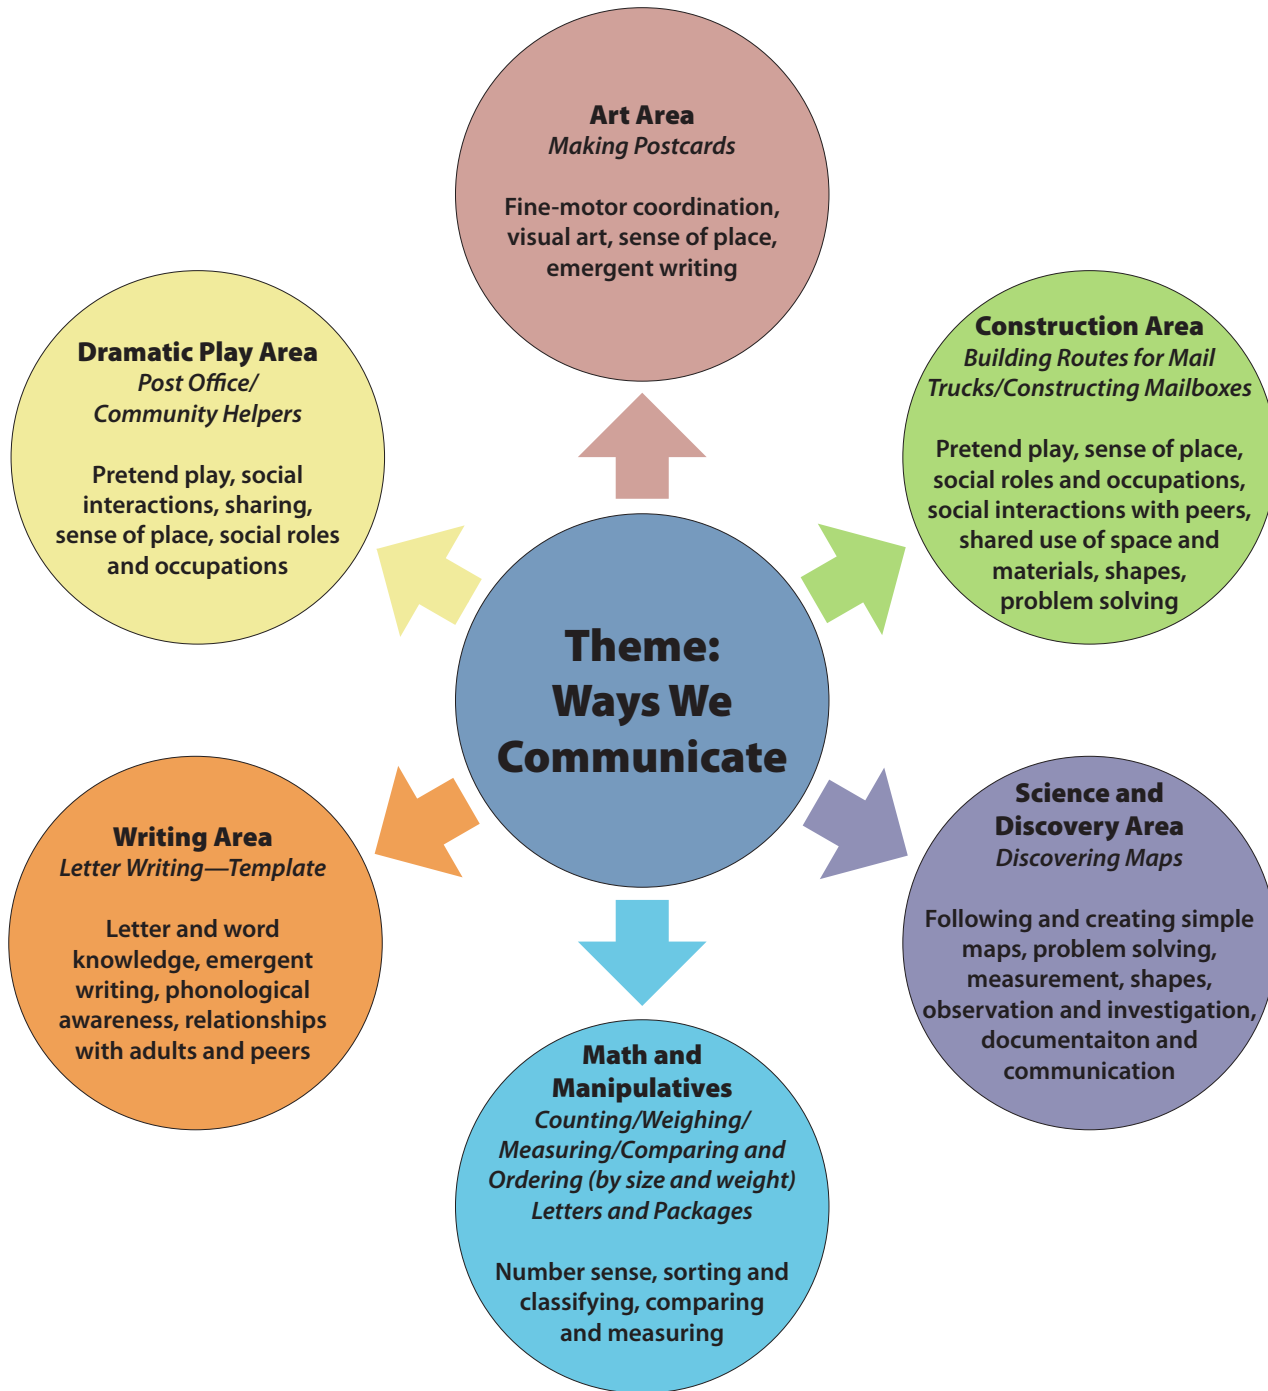 Art Area
Making Postcards
Fine-motor coordination,
visual art, sense of place,
emergent writing
Dramatic Play Area
Post Office/
Community Helpers
Pretend play, social
interactions, sharing,
sense of place, social roles
and occupations
Construction Area
Building Routes for Mail
Trucks/Constructing Mailboxes
Pretend play, sense of place,
social roles and occupations,
social interactions with peers,
shared use of space and
materials, shapes,
problem solving
Theme:
Ways We
Communicate
Writing Area
Letter Writing—Template
Letter and word
knowledge, emergent
writing, phonological
awareness, relationships
with adults and peers
Science and
Discovery Area
Discovering Maps
Following and creating simple
maps, problem solving,
measurement, shapes,
observation and investigation,
documentaiton and
communication
Math and
Manipulatives
Counting/Weighing/
Measuring/Comparing and
Ordering (by size and weight)
Letters and Packages
Number sense, sorting and
classifying, comparing
and measuring